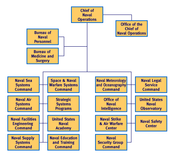 Chief of
Naval
Operations
Office of the
Chief of
Naval Operations
Bureau of
Naval
Personnel
Bureau of
Medicine and
Surgery
Naval Sea
Systems
Command
Space & Naval
Warfare Systems
Command
Naval Meteorology
and Oceanography
Command
Naval Legal
Service
Command
Naval Air
Systems
Command
Strategic
Systems
Programs
Office of
Naval
Intelligence
United States
Naval
Observatory
Naval Facilities
Engineering
Command
United States
Naval
Academy
Naval Strike
& Air Warfare
Center
Naval Safety
Center
Naval Supply
Systems
Command
Naval Education
and Training
Command
Naval
Security Group
Command